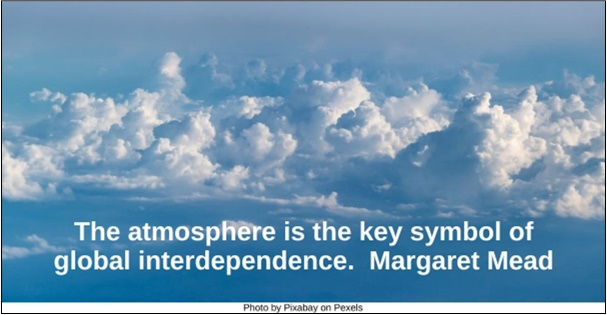 The atmosphere is the key symbol of
global interdependence.  Margaret Mead
Photo by Pixabay on Pexels